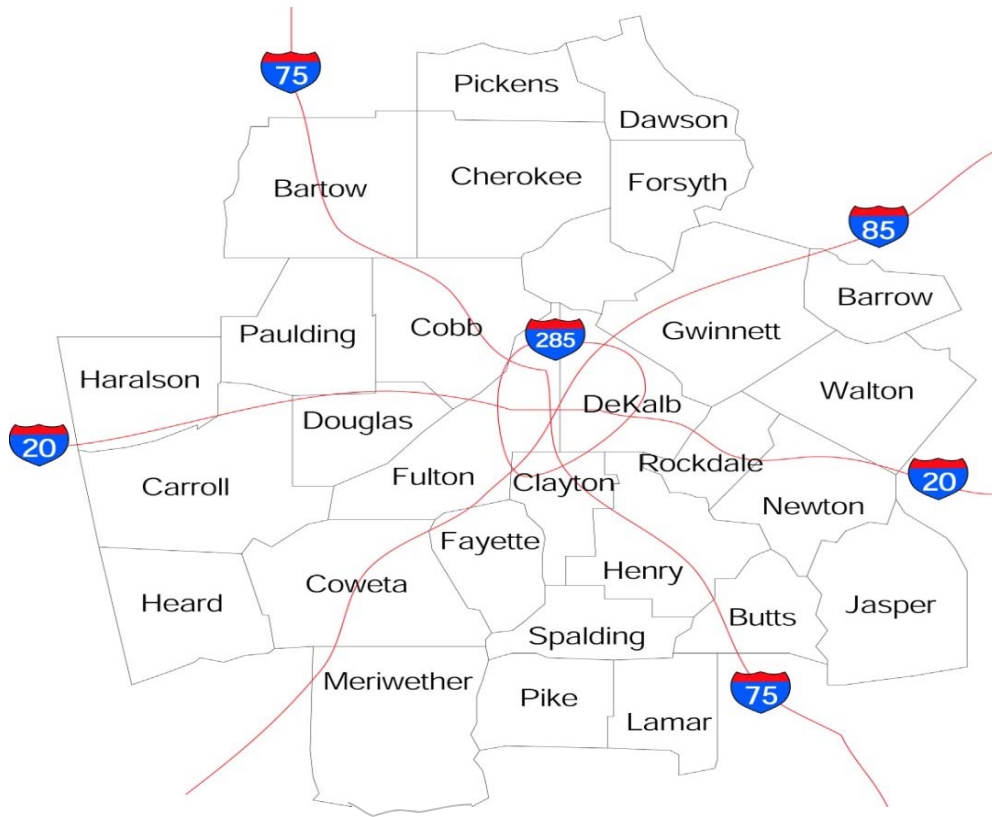 75
Pickens
Dawson
Bartow
Cherokee
Forsyth
85
Barrow
Paulding
Cobb
285
Gwinnett
Haralson
Walton
Douglas
DeKalb
20
Carroll
Fulton
Clayton
Rockdale
20
Newton
Fayette
Heard
Coweta
Henry
Butts
Jasper
Spalding
Meriwether
Pike
Lamar
75